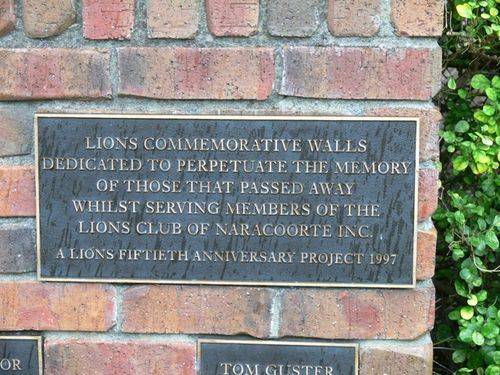 LIONS COMMEMORATIVE WALLS
DEDICATED TO PERPETUATE THE MEMORY
OF THOSE THAT PASSED AWAY
WHILST SERVING MEMBERS OF THE
LIONS CLUB OF NARACOORTE INC.
A LIONS FIFTIETH ANNIVERSARY PROJECT 1997
OR
TOM GUSTER